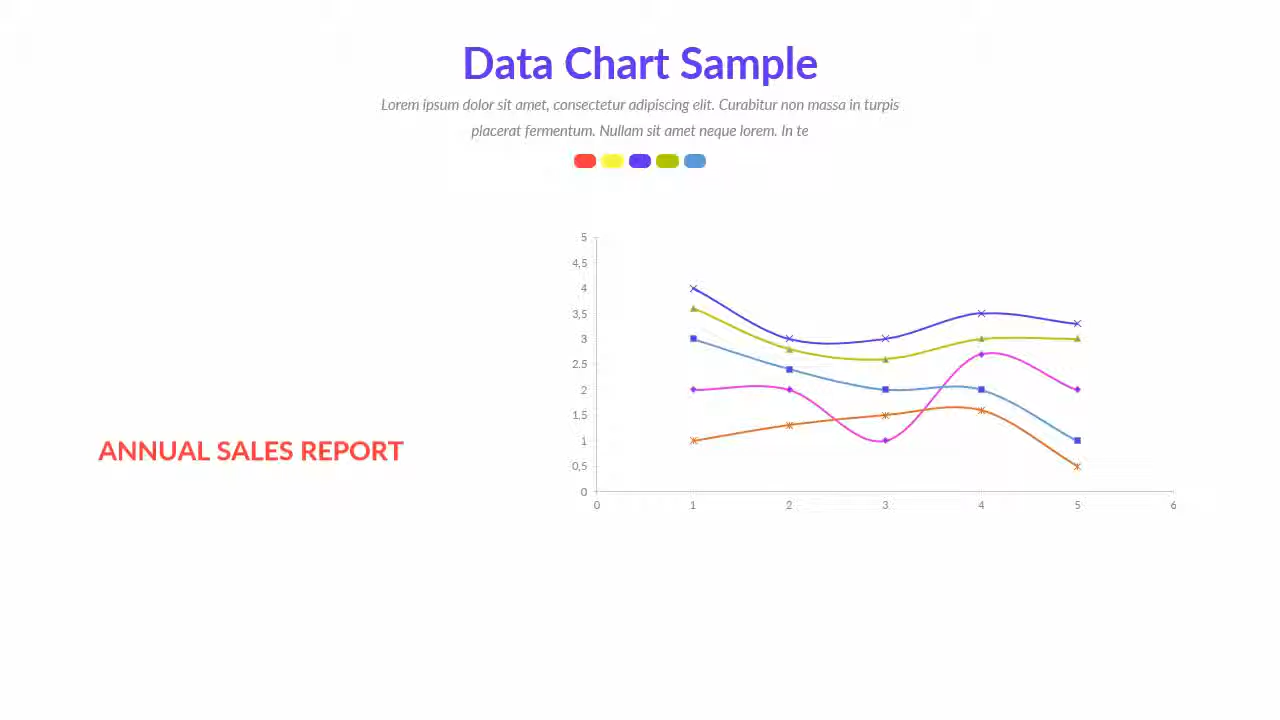 Data Chart Sample
Lorem ipsum dolor sit amet, consectetur adipiscing elit. Curabitur non massa in turpis
placerat fermentum. Nullam sit amet neque lorem. In te
ANNUAL SALES REPORT
5
4,5
4
3,5
3
2.5
2
1,5
1
0,5
0
0 1 2 3 4 5 6